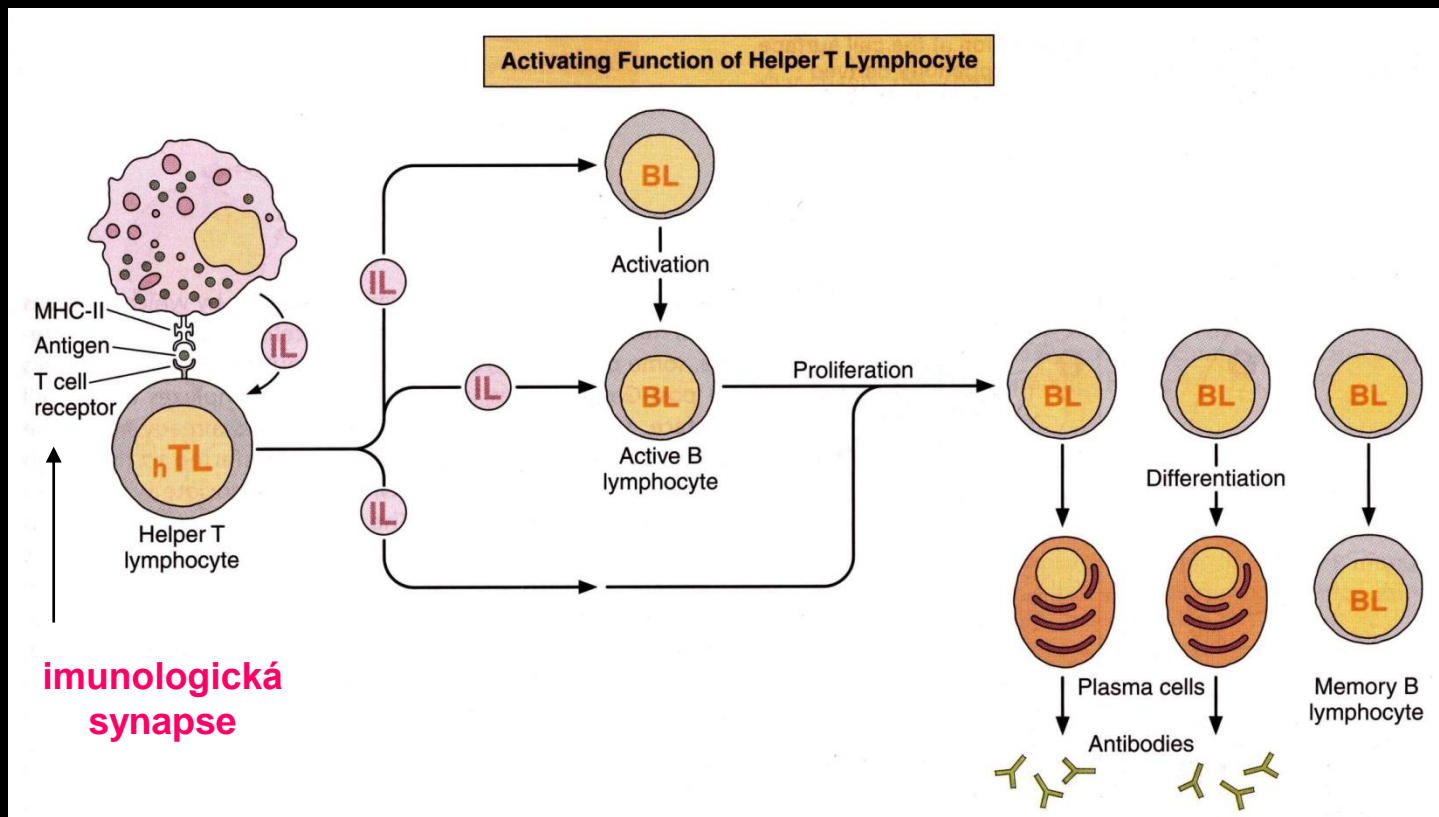 Activating Function of Helper T Lymphocyte
BL
Activation
IL
MHC-II
Antigen
T cell
receptor
IL
hTL
Helper T
lymphocyte
IL
BL
Active B
lymphocyte
IL
Proliferation
BL
BL
BL
Differentiation
BL
Plasma cells
Memory B
lymphocyte
Antibodies
imunologická
synapse